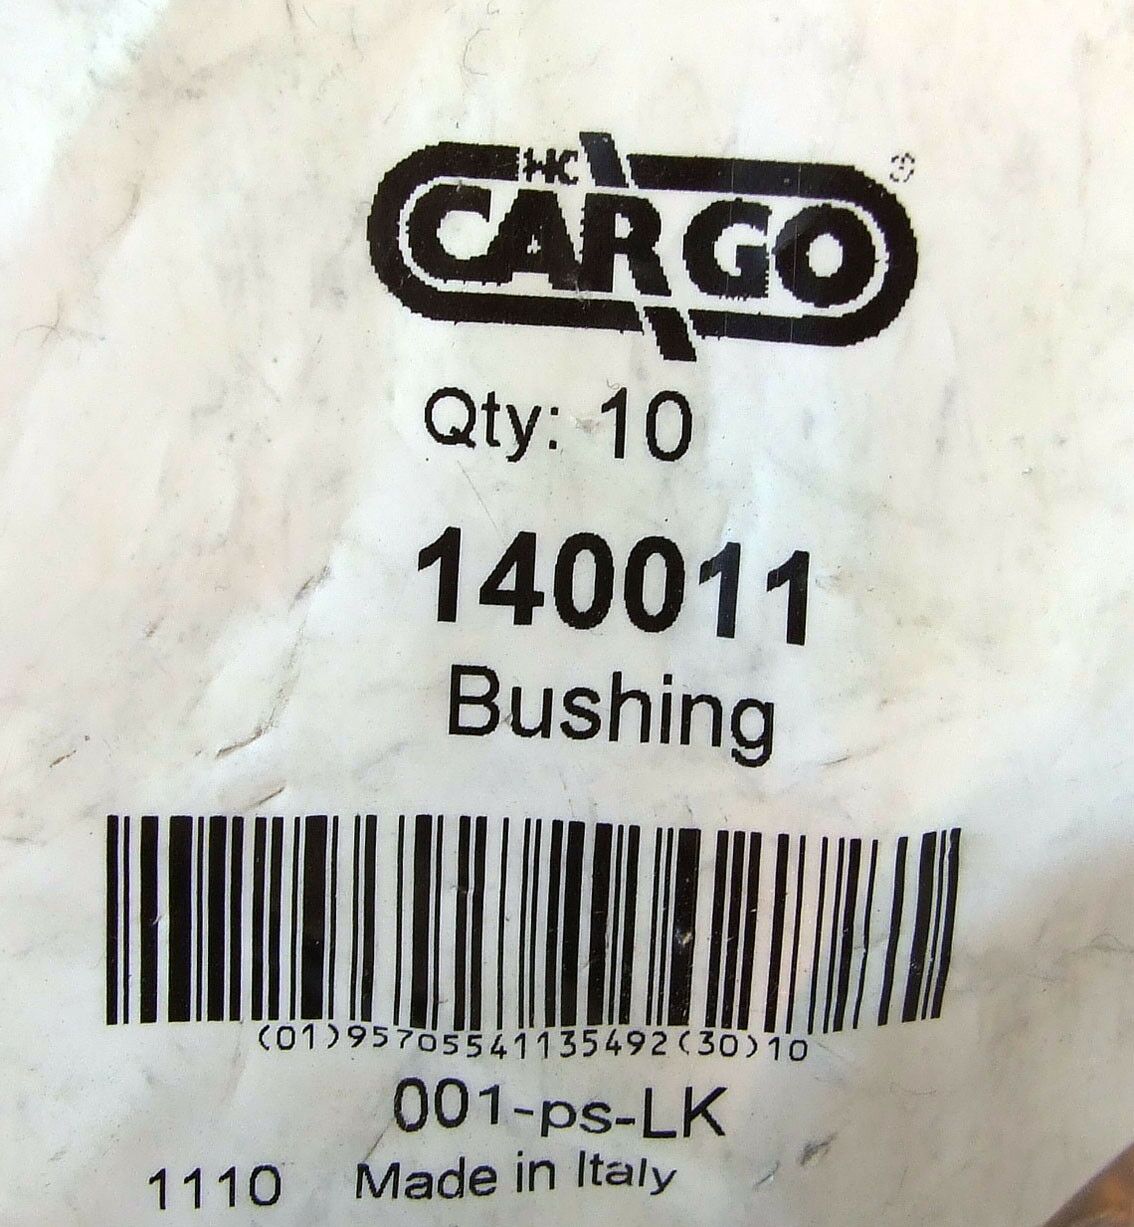 HC
CARGO®
Qty: 10
140011
Bushing
(01)95705541135492(30)10
001-ps-LK
1110 Made in Italy